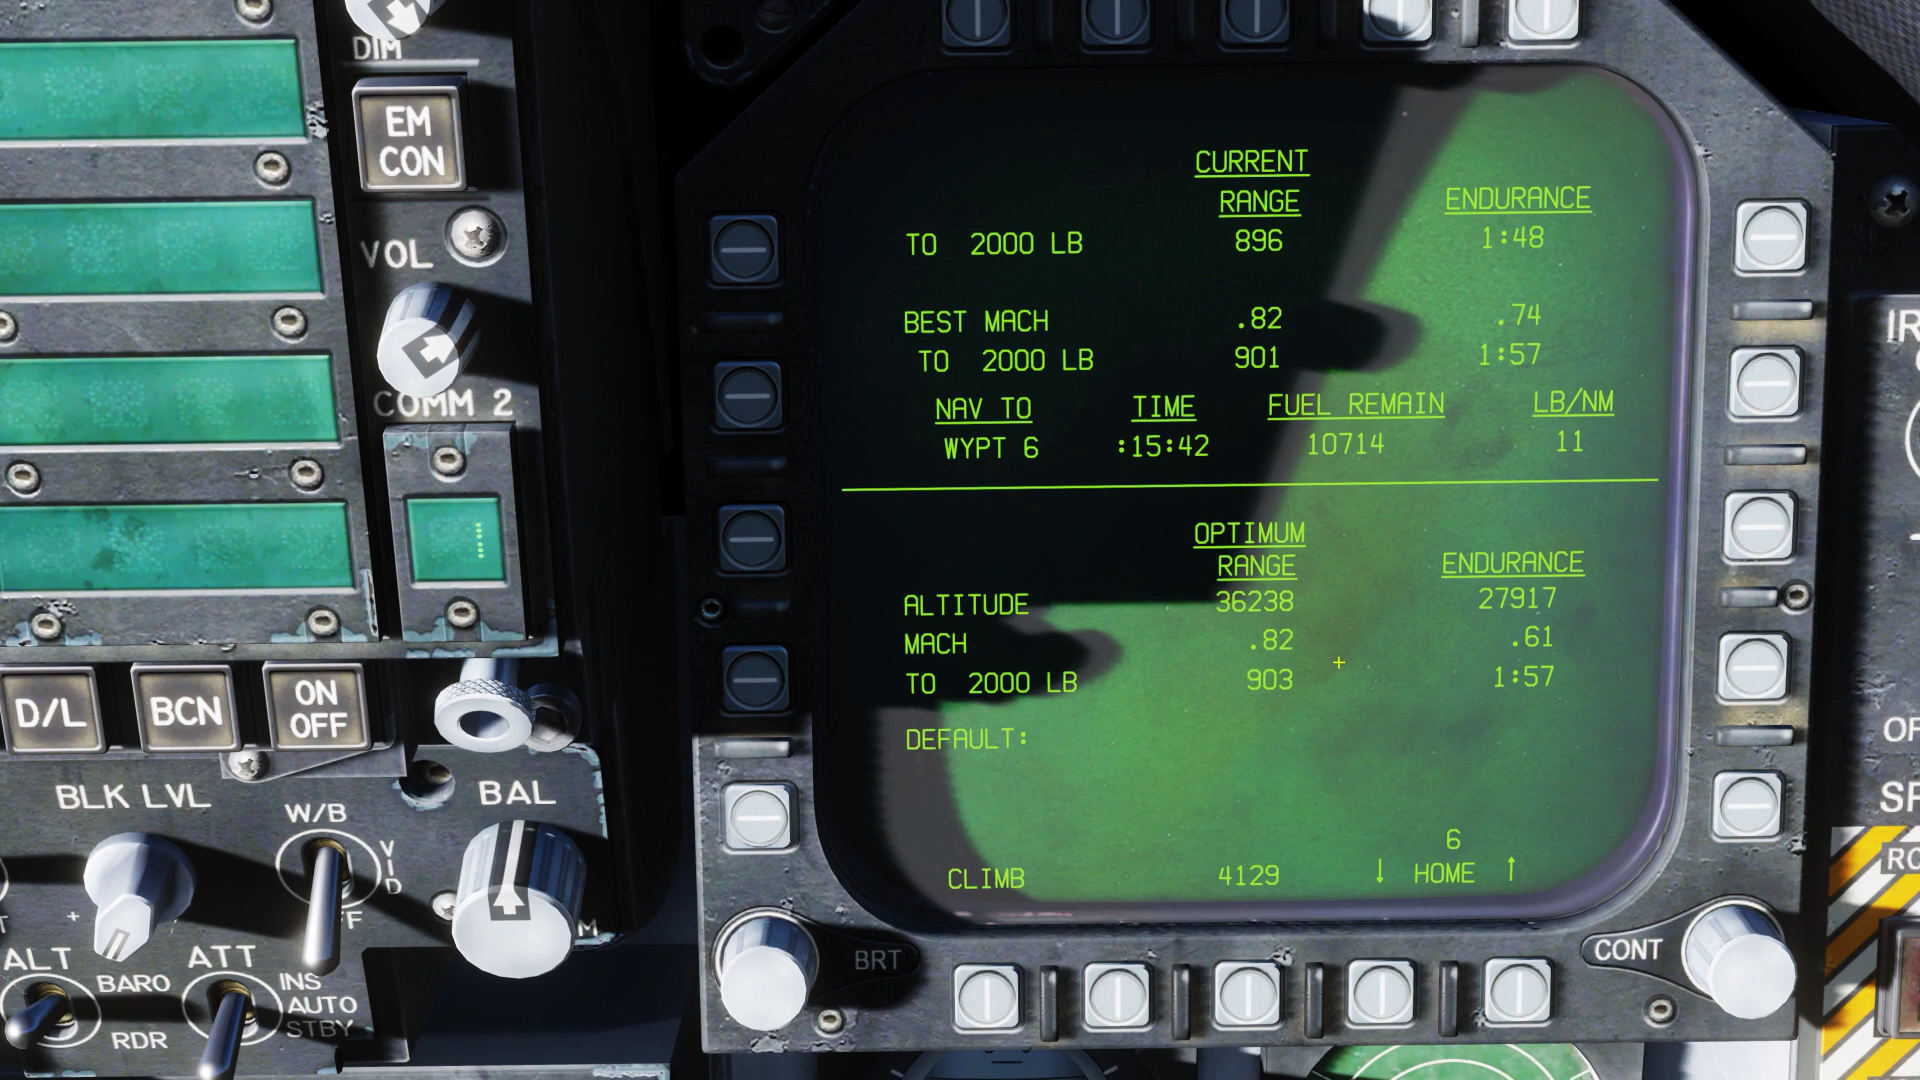 DIM
EM
CON
VOL
COMM 2
D/L
BCN
ON
OFF
BLK LVL
W/B
VID
BAL
ALT
BARO
RDR
ATT
INS
AUTO
STBY
CURRENT
RANGE ENDURANCE
TO 2000 LB 896 1:48
BEST MACH .82 .74
TO 2000 LB 901 1:57
NAV TO TIME FUEL REMAIN LB/NM
WYPT 6 :15:42 10714 11
OPTIMUM
RANGE ENDURANCE
ALTITUDE 36238 27917
MACH .82 .61
TO 2000 LB 903 1:57
DEFAULT:
6
CLIMB 4129 ↓ HOME ↑
BRT
CONT
IR